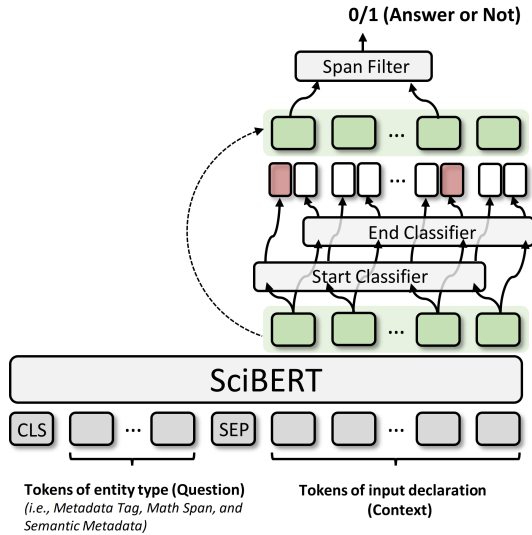 0/1 (Answer or Not)
Span Filter
...
...
End Classifier
Start Classifier
...
SciBERT
CLS ... SEP ...
Tokens of entity type (Question)
(i.e., Metadata Tag, Math Span, and
Semantic Metadata)
Tokens of input declaration
(Context)